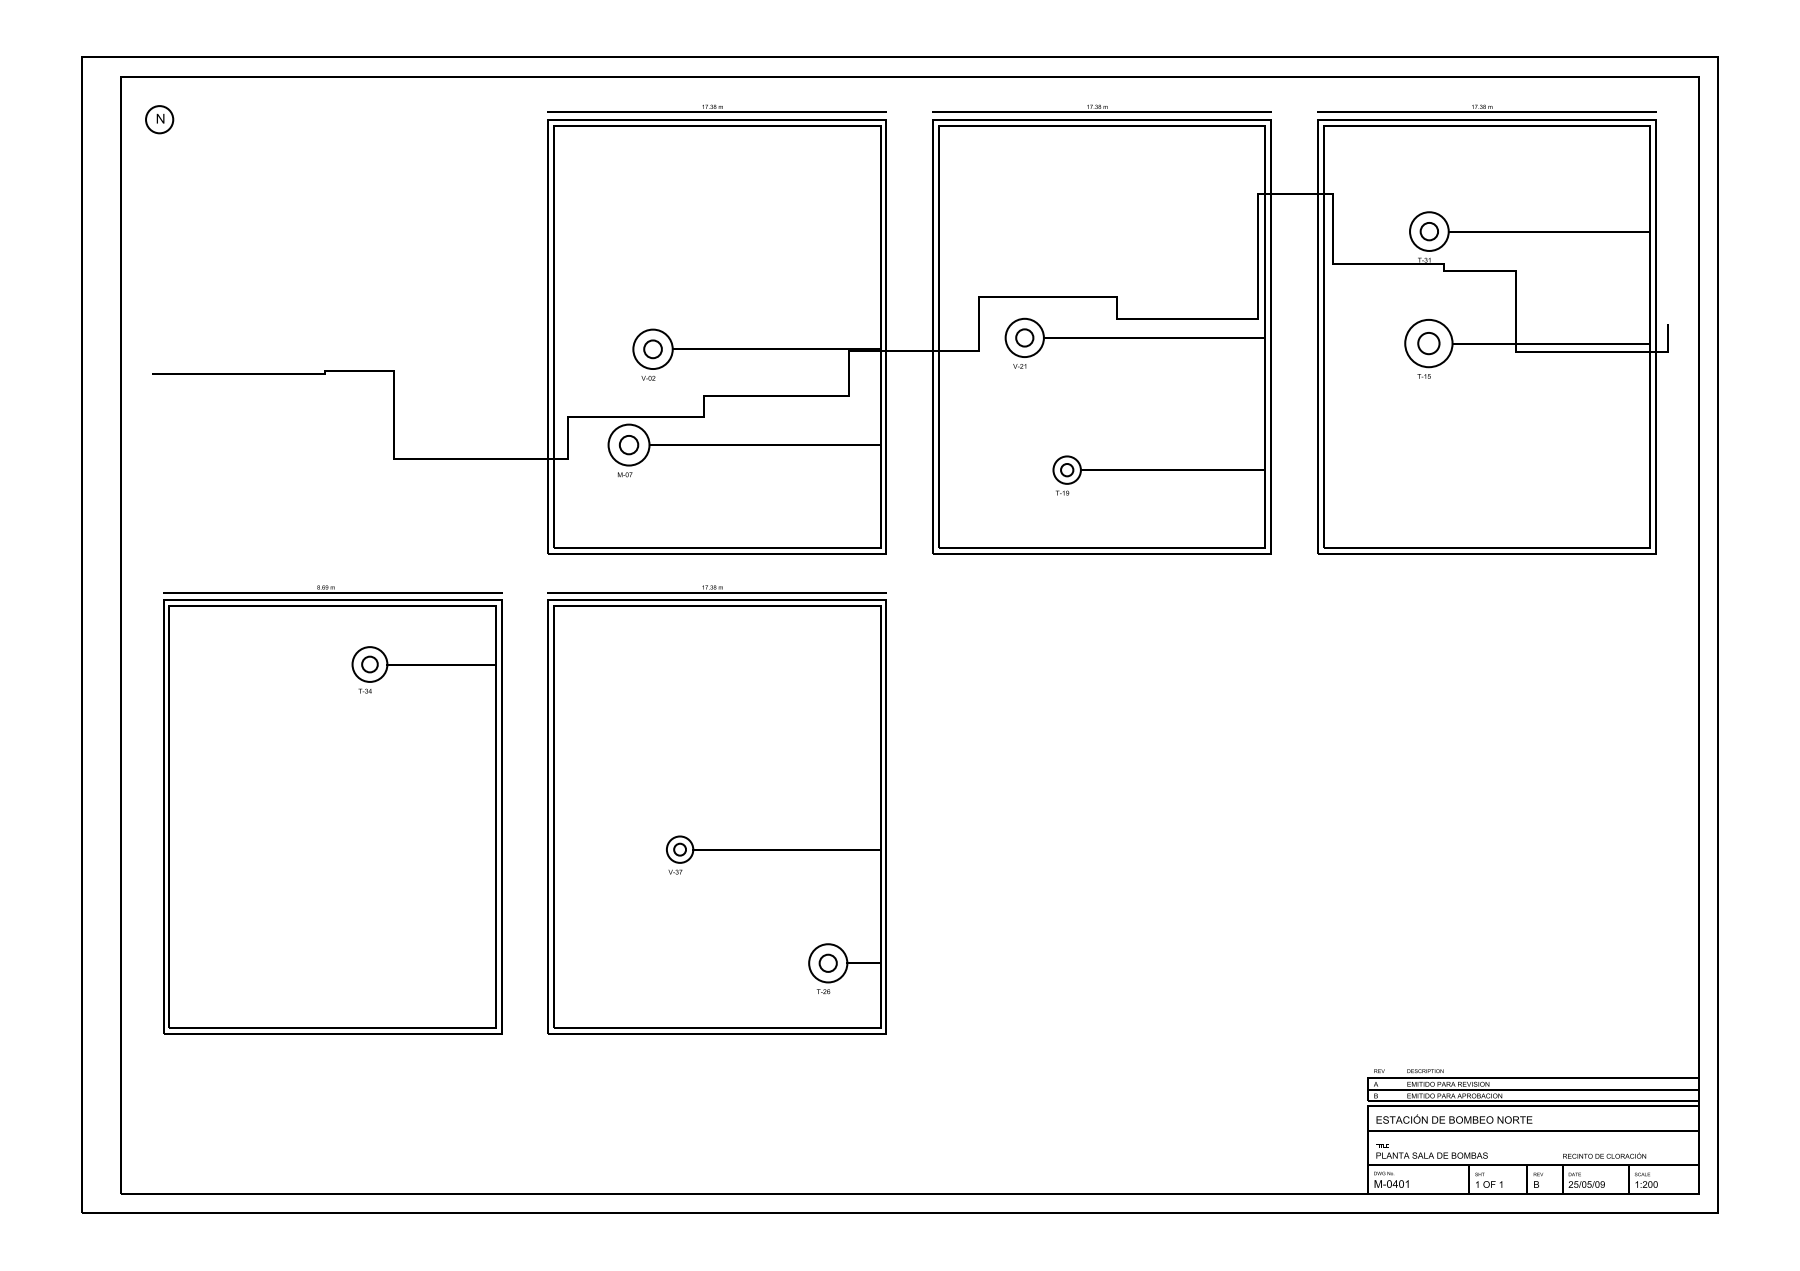 N
17.38 m
17.38 m
17.38 m
T-31
V-02
V-21
T-15
M-07
T-19
8.69 m
17.38 m
T-34
V-37
T-26
REV DESCRIPTION
A EMITIDO PARA REVISION
B EMITIDO PARA APROBACION
ESTACIÓN DE BOMBEO NORTE
TITLE
PLANTA SALA DE BOMBAS RECINTO DE CLORACIÓN
DWG No. SHT REV DATE SCALE
M-0401 1 OF 1 B 25/05/09 1:200